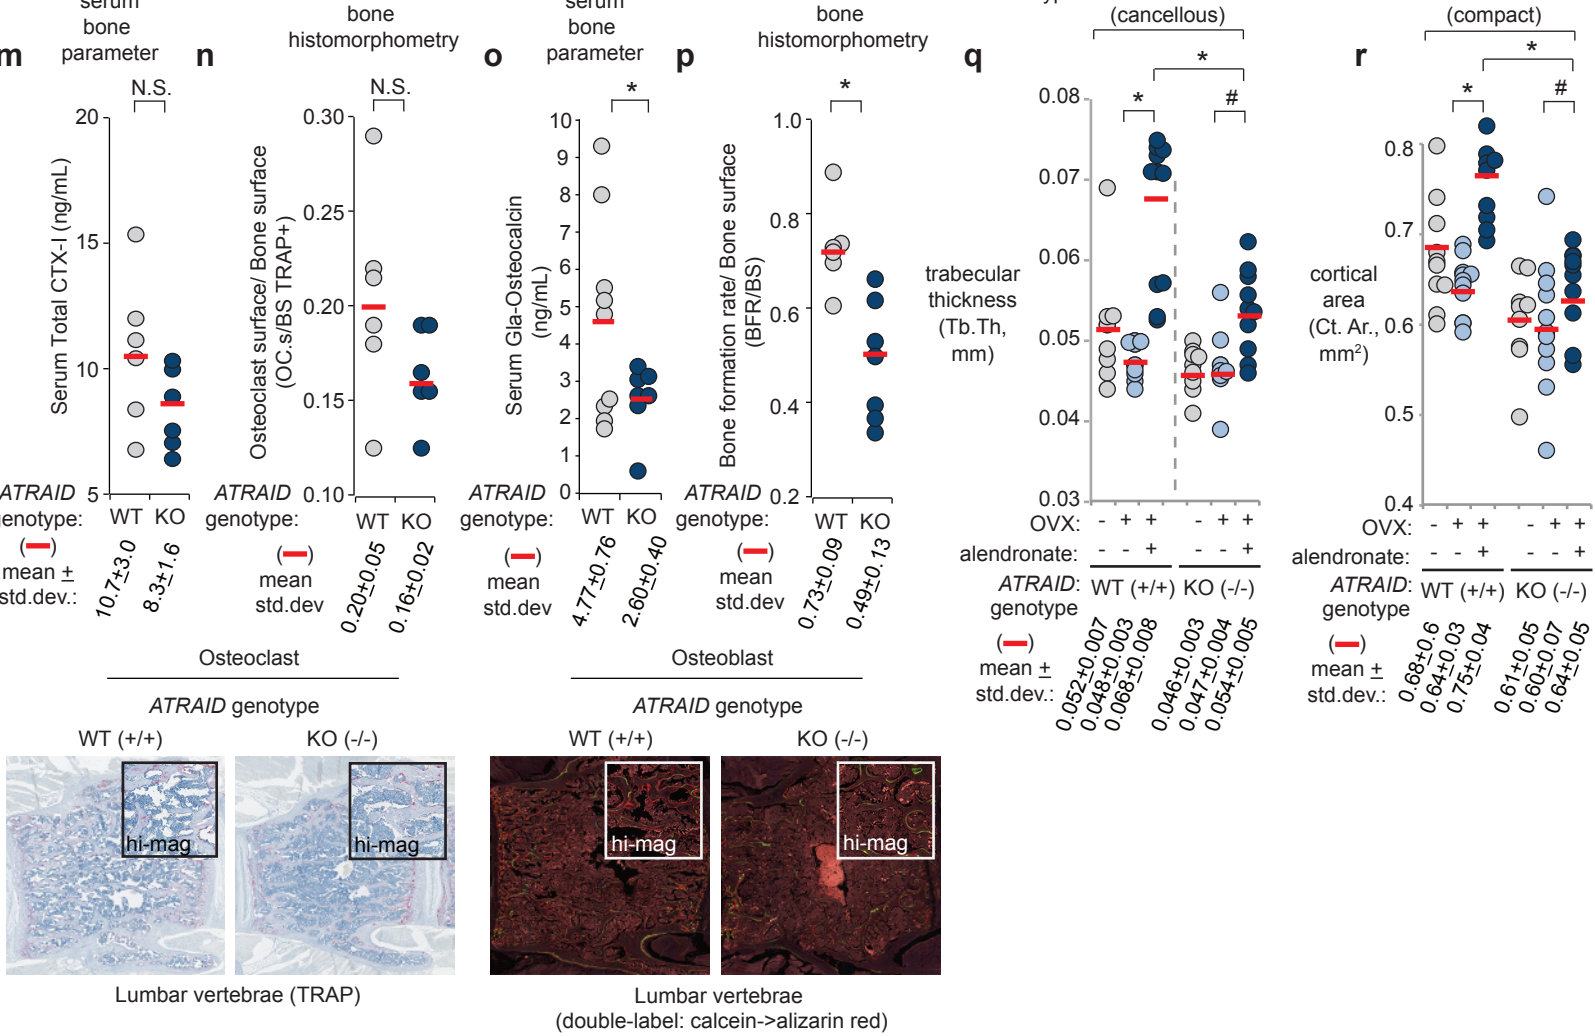 serum
bone
parameter
m
N.S.
20
15
10
5
Serum Total CTX-I (ng/mL)
ATRAID
genotype:
WT KO
(—)
mean ±
std.dev.:
10.7±3.0
8.3±1.6
bone
histomorphometry
n
N.S.
0.30
0.25
0.20
0.15
0.10
Osteoclast surface/ Bone surface
(OC.s/BS TRAP+)
ATRAID
genotype:
WT KO
(—)
mean
std.dev
0.20±0.05
0.16±0.02
serum
bone
parameter
o
*
10
9
8
7
6
5
4
3
2
1
0
Serum Gla-Osteocalcin
(ng/mL)
ATRAID
genotype:
WT KO
(—)
mean
std.dev
4.77±0.76
2.60±0.40
bone
histomorphometry
p
*
1.0
0.8
0.6
0.4
0.2
Bone formation rate/ Bone surface
(BFR/BS)
ATRAID
genotype:
WT KO
(—)
mean
std.dev
0.73±0.09
0.49±0.13
(cancellous)
q
*
*
#
0.08
0.07
0.06
0.05
0.04
0.03
trabecular
thickness
(Tb.Th,
mm)
OVX: - + + - + +
alendronate: - - + - - +
ATRAID:
genotype
WT (+/+) KO (-/-)
(—)
mean ±
std.dev.:
0.052±0.007
0.048±0.003
0.068±0.008
0.046±0.003
0.047±0.004
0.054±0.005
(compact)
r
*
*
#
0.8
0.7
0.6
0.5
0.4
cortical
area
(Ct. Ar.,
mm²)
OVX: - + + - + +
alendronate: - - + - - +
ATRAID:
genotype
WT (+/+) KO (-/-)
(—)
mean ±
std.dev.:
0.68±0.6
0.64±0.03
0.75±0.04
0.61±0.05
0.60±0.07
0.64±0.05
Osteoclast
ATRAID genotype
WT (+/+) KO (-/-)
hi-mag
hi-mag
Lumbar vertebrae (TRAP)
Osteoblast
ATRAID genotype
WT (+/+) KO (-/-)
hi-mag
hi-mag
Lumbar vertebrae
(double-label: calcein->alizarin red)